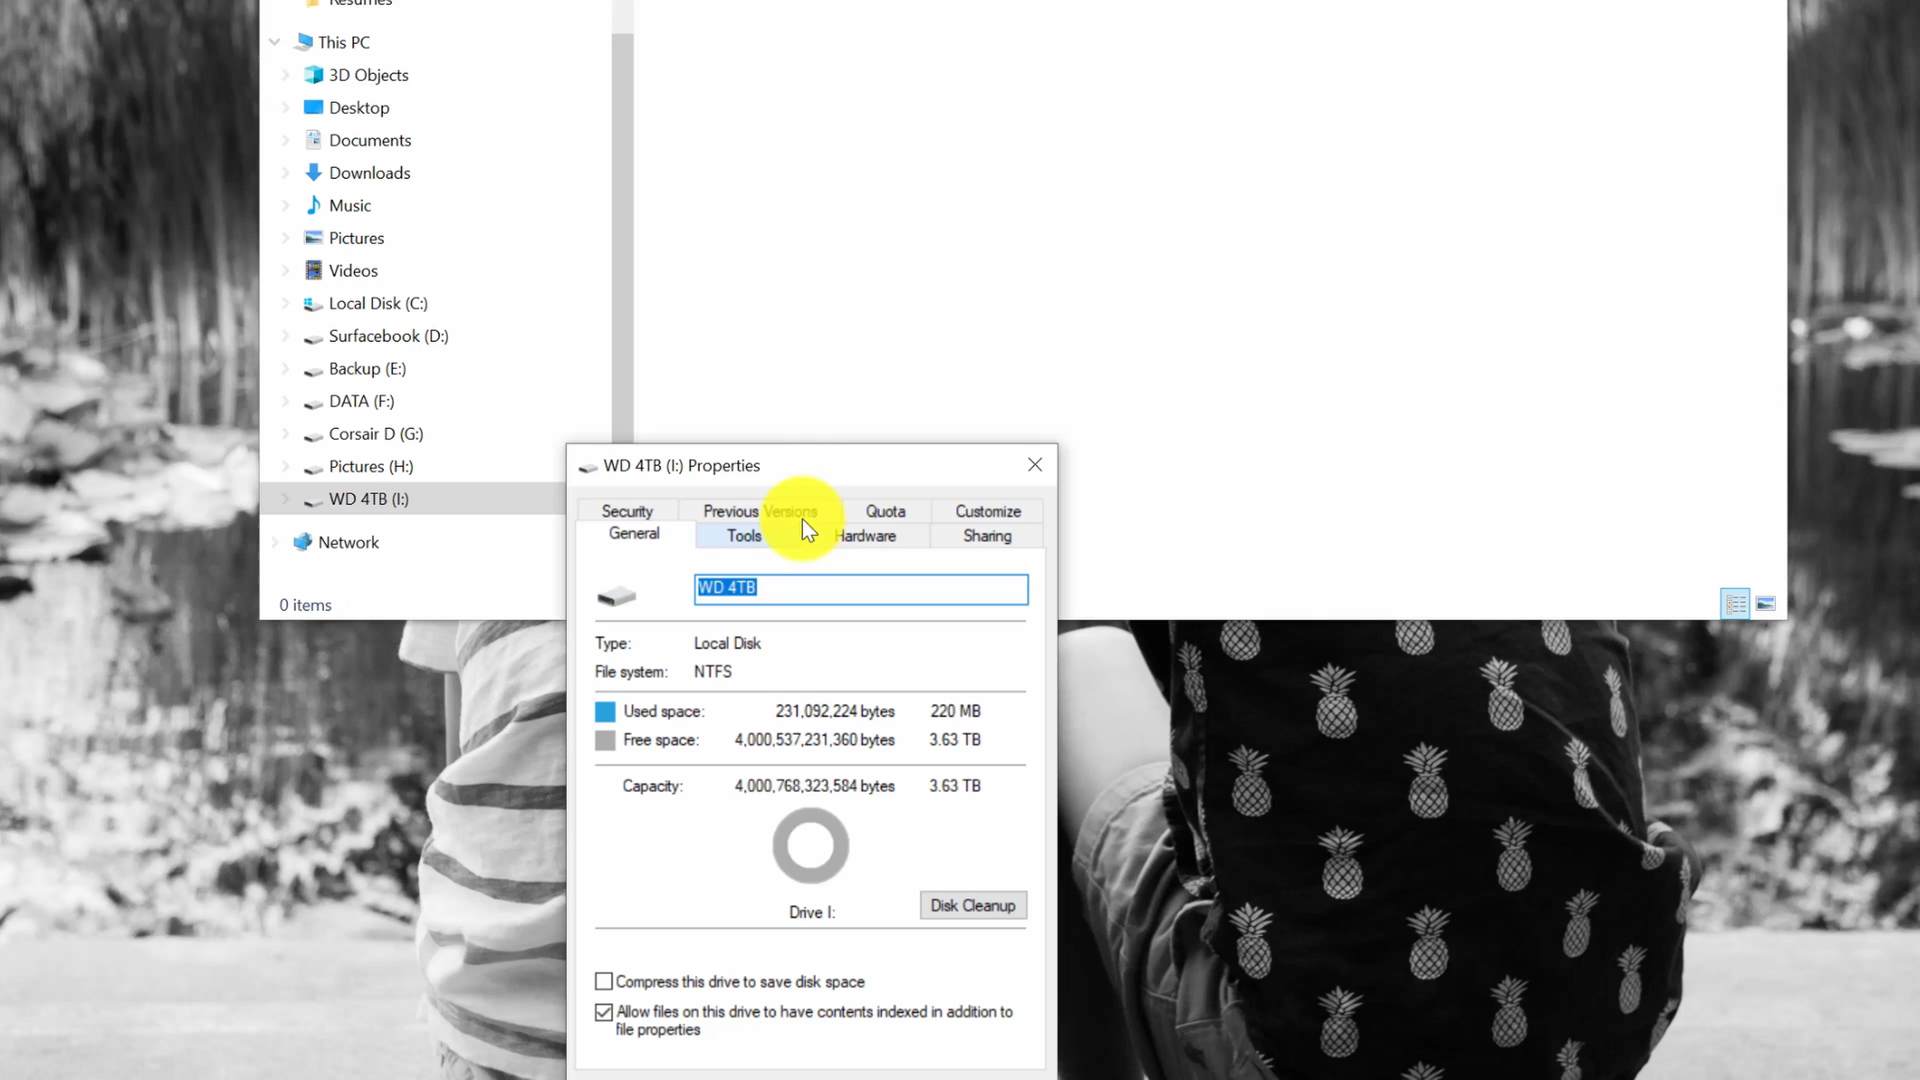 Resumes
This PC
3D Objects
Desktop
Documents
Downloads
Music
Pictures
Videos
Local Disk (C:)
Surfacebook (D:)
Backup (E:)
DATA (F:)
Corsair D (G:)
Pictures (H:)
WD 4TB (I:)
Network
0 items
WD 4TB (I:) Properties
Security Previous Versions Quota Customize
General Tools Hardware Sharing
WD 4TB
Type: Local Disk
File system: NTFS
Used space: 231,092,224 bytes 220 MB
Free space: 4,000,537,231,360 bytes 3.63 TB
Capacity: 4,000,768,323,584 bytes 3.63 TB
Drive I:
Disk Cleanup
Compress this drive to save disk space
Allow files on this drive to have contents indexed in addition to
file properties